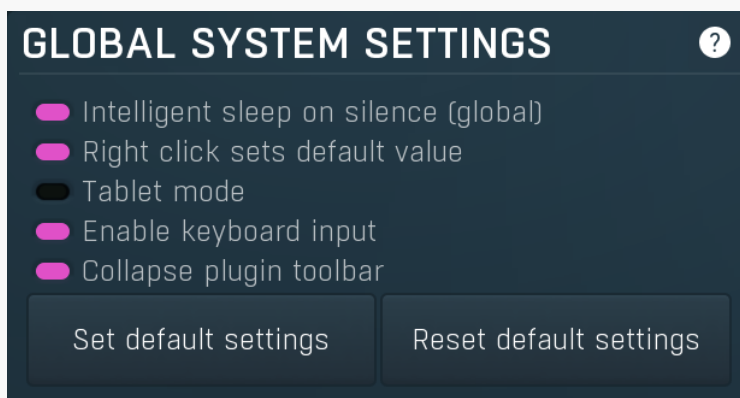 GLOBAL SYSTEM SETTINGS ?
Intelligent sleep on silence (global)
Right click sets default value
Tablet mode
Enable keyboard input
Collapse plugin toolbar
Set default settings Reset default settings